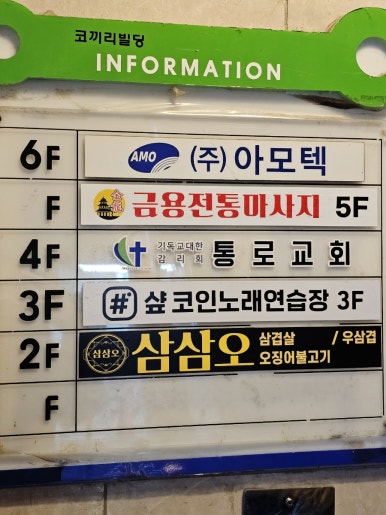 코끼리빌딩
INFORMATION
6F AMO (주)아모텍
F 금용전통마사지 5F
4F 기독교대한감리회 통로교회
3F # 샾 코인노래연습장 3F
2F 삼삼오 삼삼오 삼겹살 / 우삼겹
오징어불고기
F